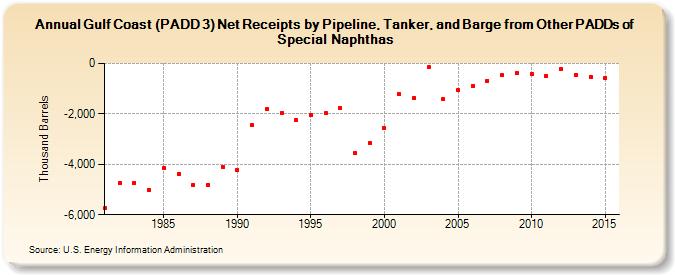 Annual Gulf Coast (PADD 3) Net Receipts by Pipeline, Tanker, and Barge from Other PADDs of
Special Naphthas
Thousand Barrels
0
-2,000
-4,000
-6,000
1985
1990
1995
2000
2005
2010
2015
Source: U.S. Energy Information Administration